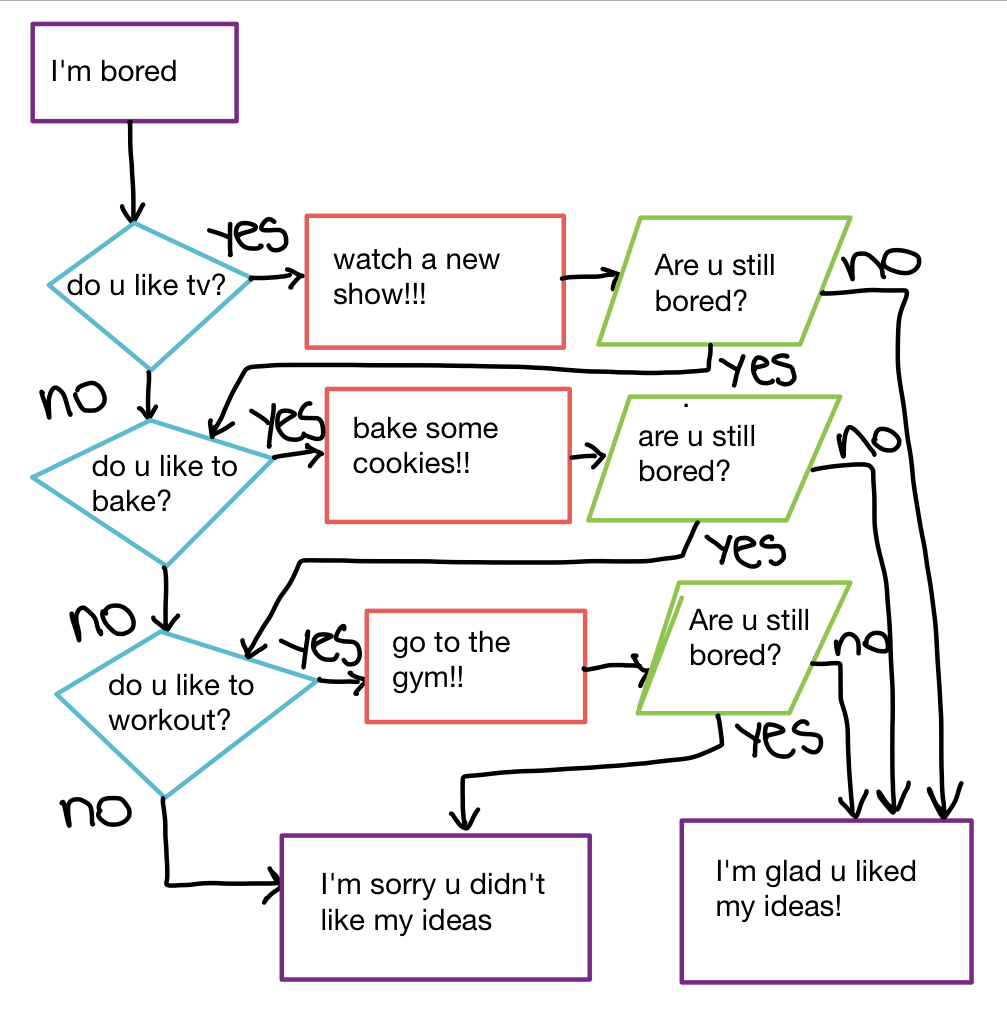 I'm bored
yes
do u like tv?
watch a new
show!!!
Are u still
bored?
no
no
yes
yes
do u like to
bake?
bake some
cookies!!
are u still
bored?
no
no
yes
yes
do u like to
workout?
go to the
gym!!
Are u still
bored?
no
no
yes
I'm sorry u didn't
like my ideas
I'm glad u liked
my ideas!